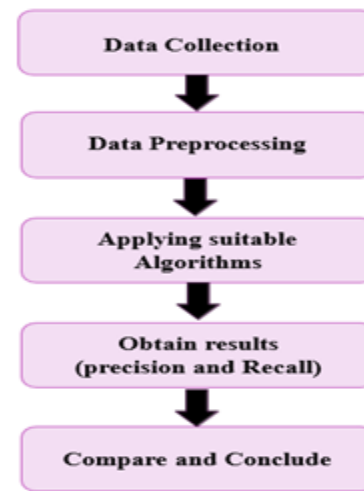 Data Collection
Data Preprocessing
Applying suitable
Algorithms
Obtain results
(precision and Recall)
Compare and Conclude